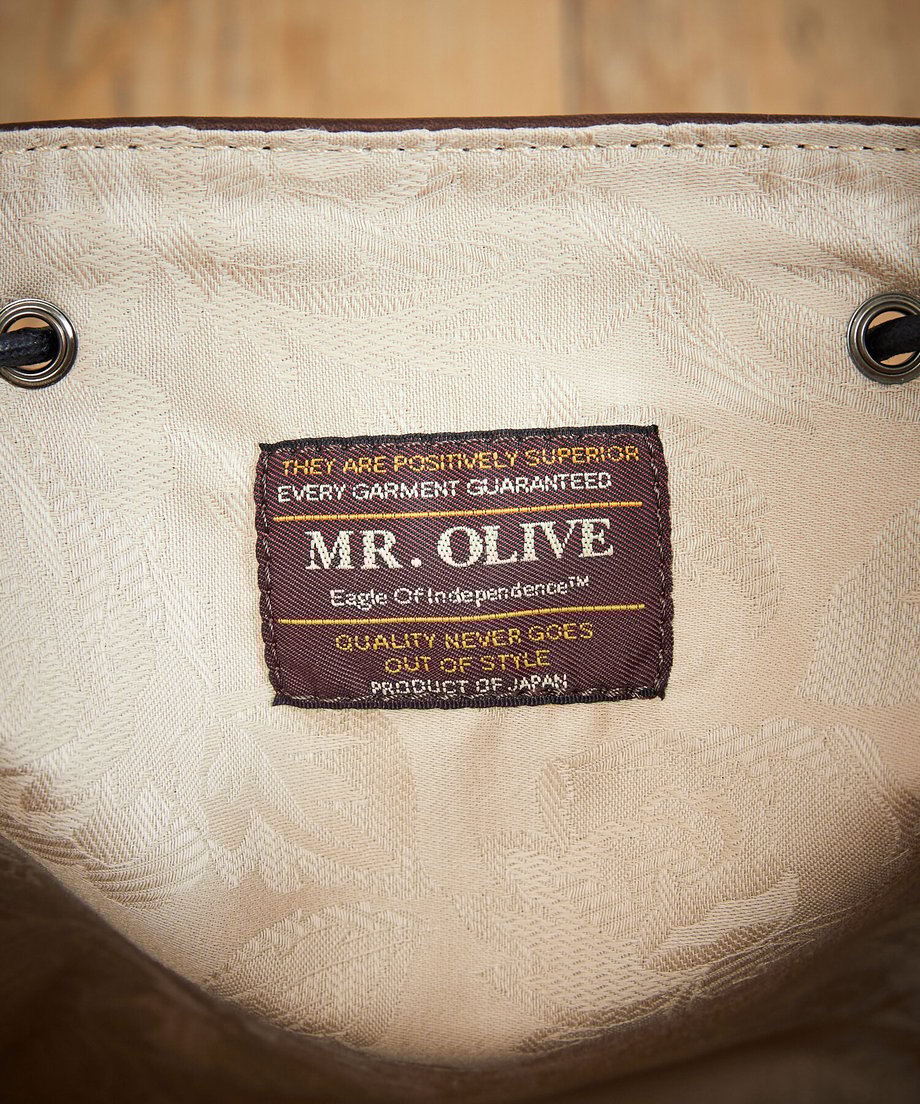 THEY ARE POSITIVELY SUPERIOR
EVERY GARMENT GUARANTEED
MR. OLIVE
Eagle Of Independence™
QUALITY NEVER GOES
OUT OF STYLE
PRODUCT OF JAPAN